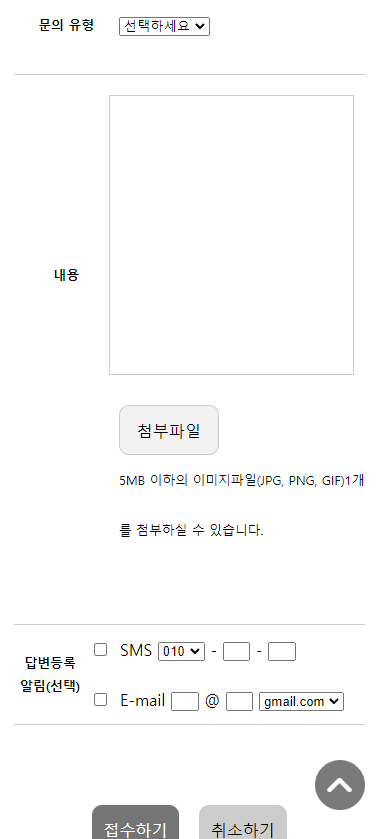 문의 유형 선택하세요
내용
첨부파일
5MB 이하의 이미지파일(JPG, PNG, GIF)1개
를 첨부하실 수 있습니다.
답변등록
알림(선택)
SMS 010 - -
E-mail @ gmail.com
접수하기 취소하기